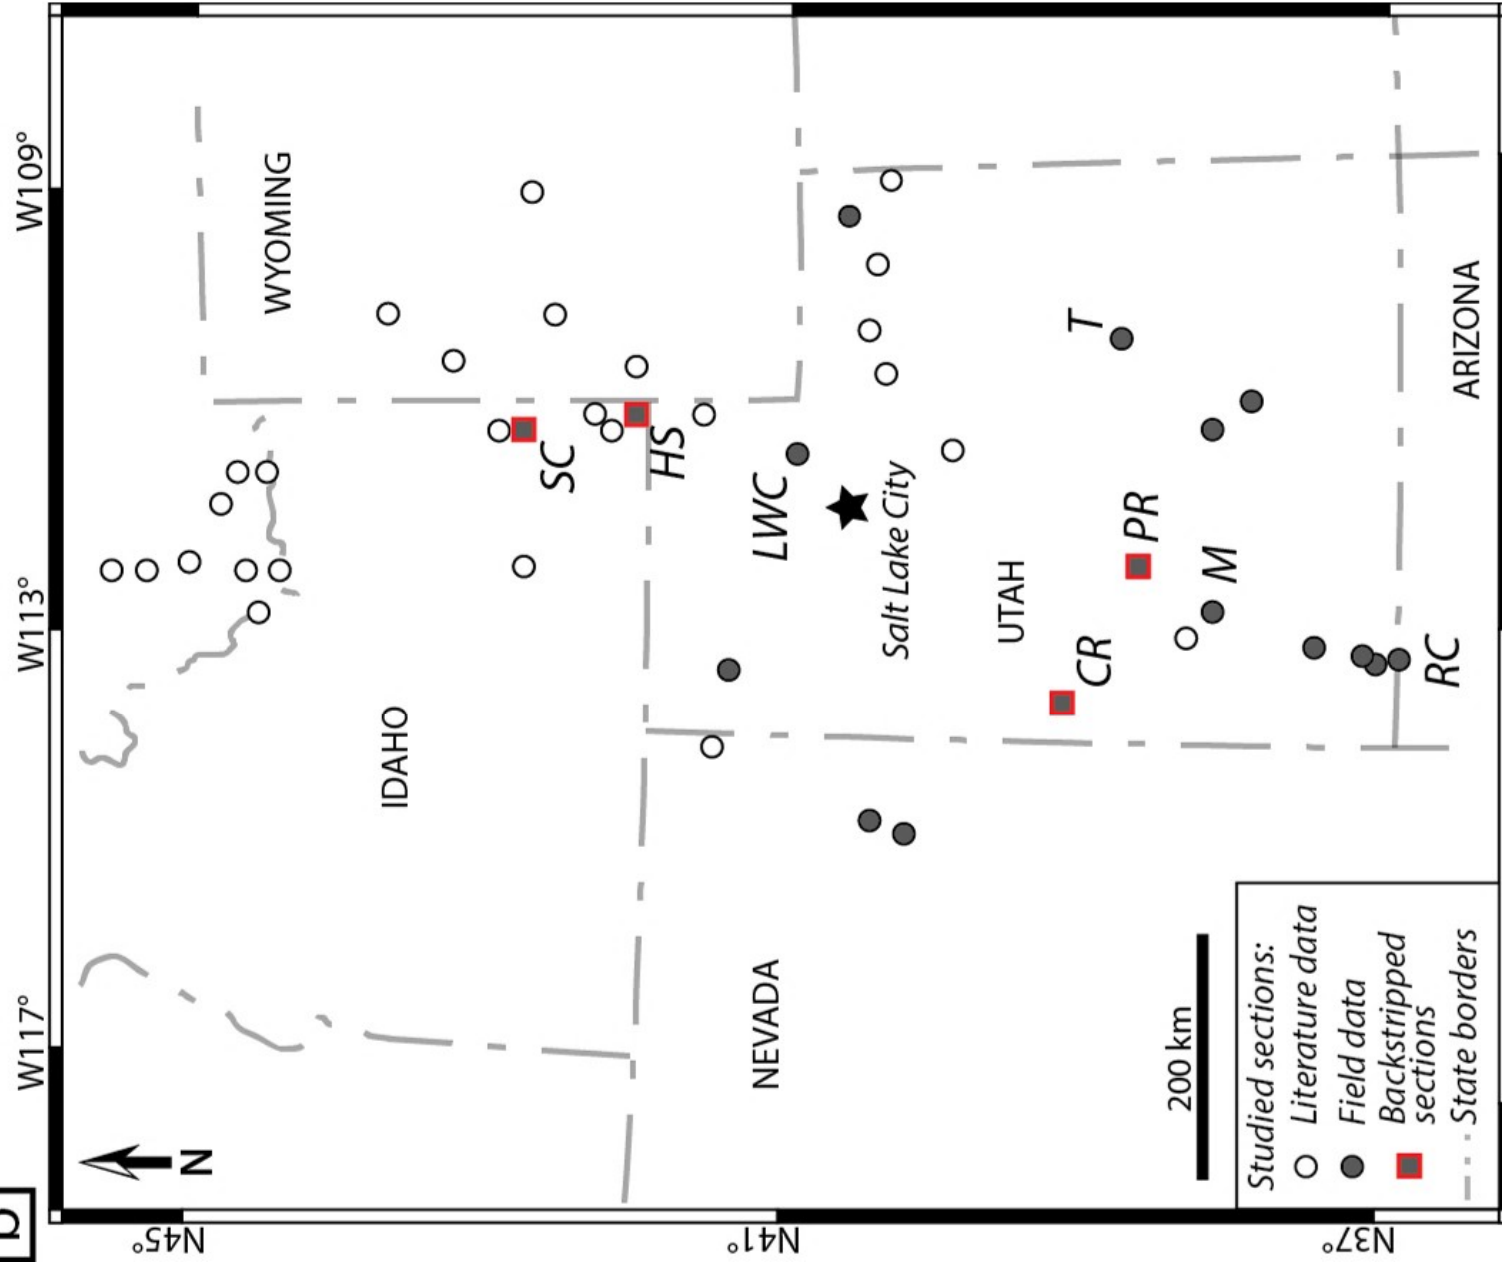 W117°
W113°
W109°
N45°
N41°
N37°
N
WYOMING
IDAHO
SC
HS
LWC
Salt Lake City
T
NEVADA
UTAH
PR
CR
M
RC
ARIZONA
200 km
Studied sections:
Literature data
Field data
Backstripped
sections
State borders